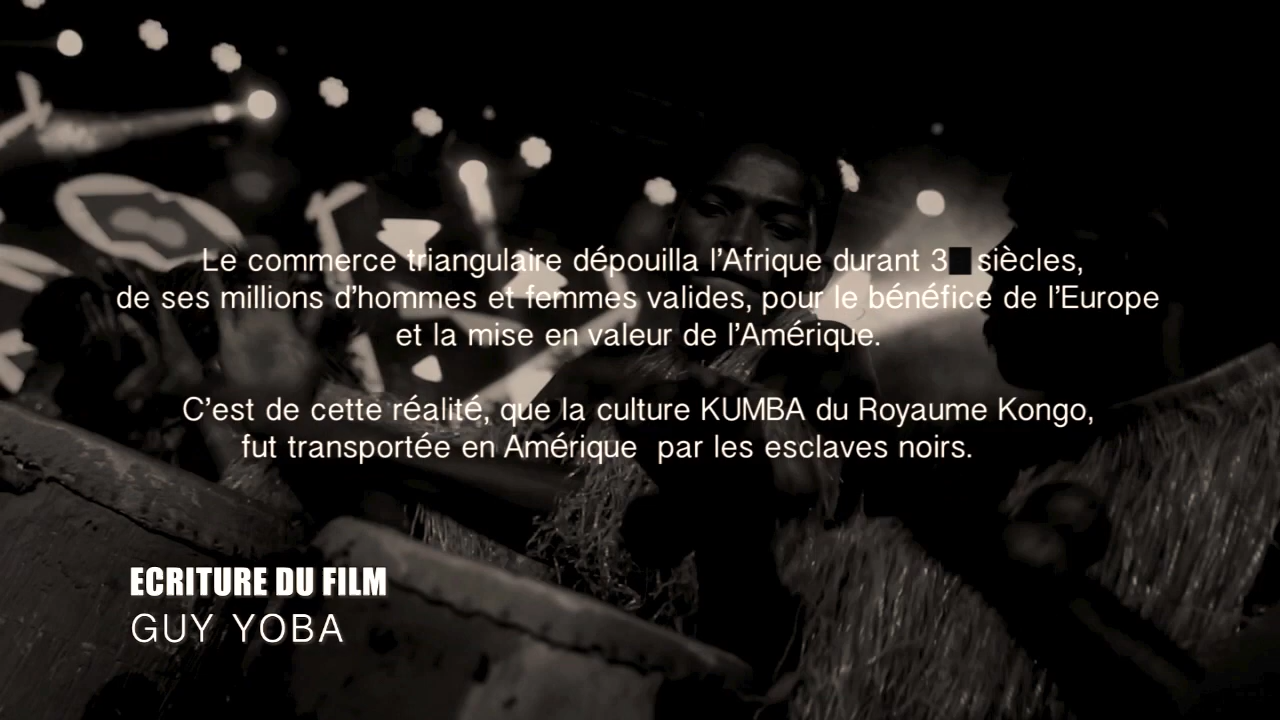 Le commerce triangulaire dépouilla l’Afrique durant 3 siècles,
de ses millions d’hommes et femmes valides, pour le bénéfice de l’Europe
et la mise en valeur de l’Amérique.
C’est de cette réalité, que la culture KUMBA du Royaume Kongo,
fut transportée en Amérique par les esclaves noirs.
ECRITURE DU FILM
GUY YOBA